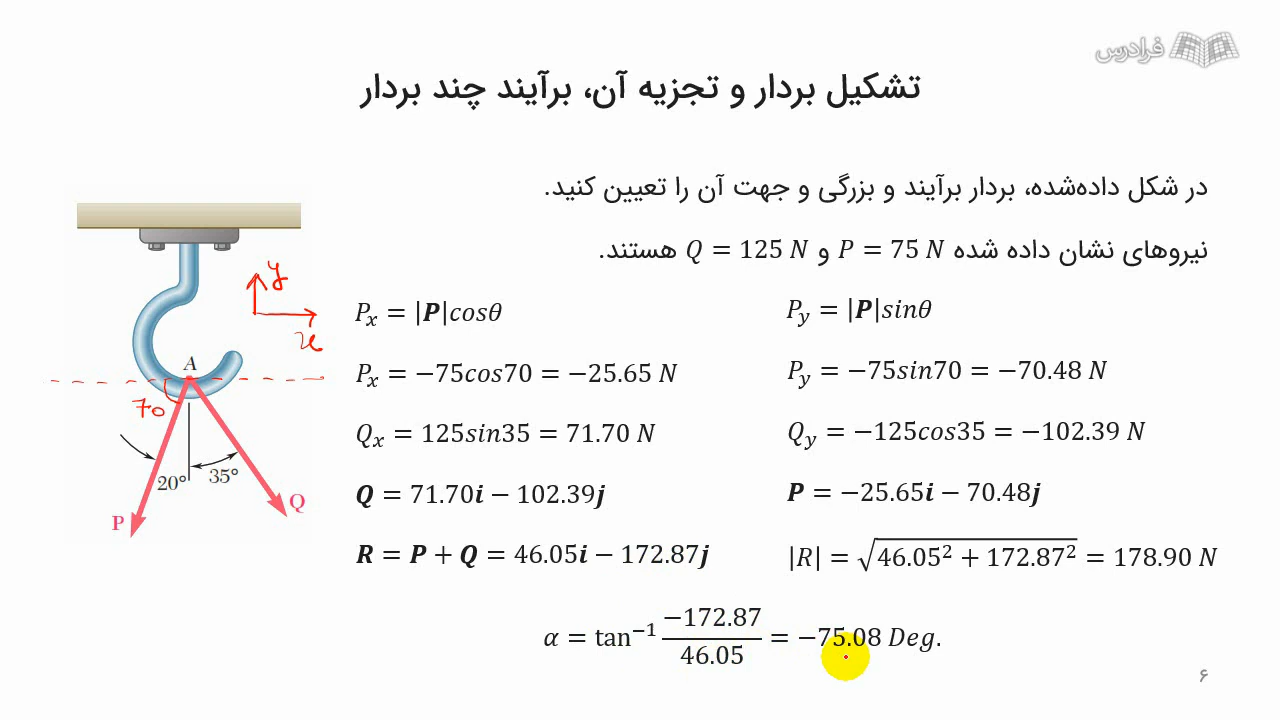 فرادرس
تشکیل بردار و تجزیه آن، برآیند چند بردار
در شکل داده‌شده، بردار برآیند و بزرگی و جهت آن را تعیین کنید.
نیروهای نشان داده شده P = 75 N و Q = 125 N هستند.
Pₓ = |P|cosθ
P_y = |P|sinθ
Pₓ = −75cos70 = −25.65 N
P_y = −75sin70 = −70.48 N
Qₓ = 125sin35 = 71.70 N
Q_y = −125cos35 = −102.39 N
Q = 71.70i − 102.39j
P = −25.65i − 70.48j
R = P + Q = 46.05i − 172.87j
|R| = √(46.05² + 172.87²) = 178.90 N
α = tan⁻¹ (−172.87/46.05) = −75.08 Deg.
y
x
A
70
20°
35°
P
Q
۶